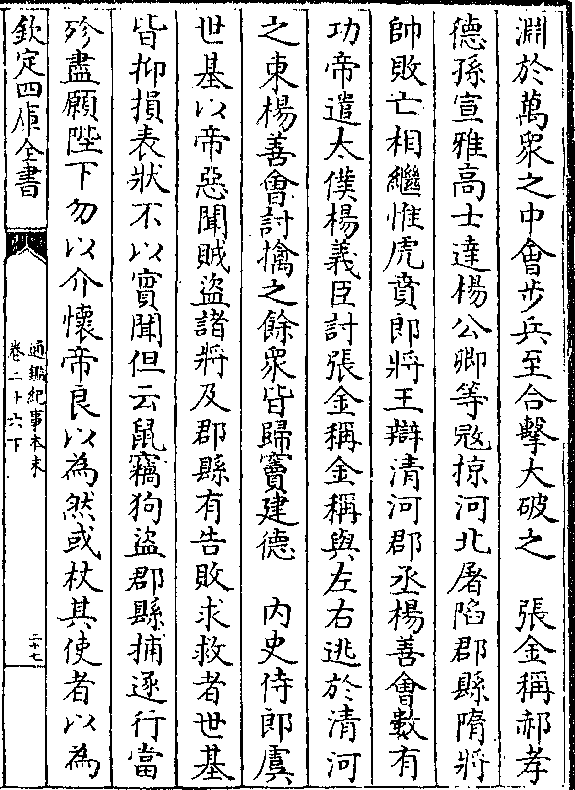 淵於萬衆之中會步兵至合擊大破之　張金稱郝孝
德孫宣雅高士達楊公卿等宼掠河北屠陷郡縣隋將
帥敗亡相繼惟虎賁郎將王辯清河郡丞楊善會數有
功帝遣太僕楊義臣討張金稱金稱與左右逃於清河
之東楊善會討擒之餘衆皆歸竇建德　内史侍郎虞
世基以帝惡聞賊盜諸將及郡縣有告敗求救者世基
皆抑損表狀不以實聞但云鼠竊狗盜郡縣捕逐行當
殄盡願陛下勿以介懷帝良以為然或杖其使者以為
欽定四庫全書
通鑑紀事本末
卷二十六下
二十七